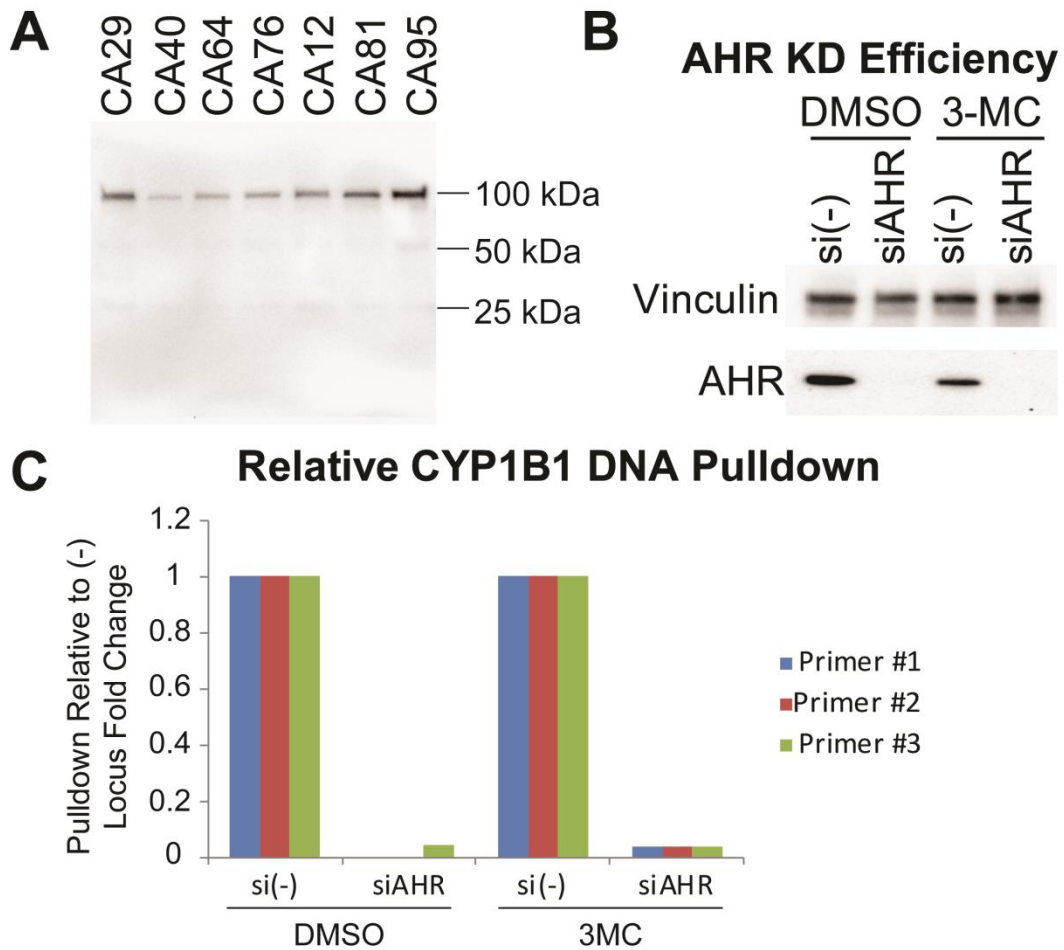 A
CA29 CA40 CA64 CA76 CA12 CA81 CA95
100 kDa
50 kDa
25 kDa
B
AHR KD Efficiency
DMSO 3-MC
si(-) siAHR si(-) siAHR
Vinculin
AHR
C
Relative CYP1B1 DNA Pulldown
Pulldown Relative to (-)
Locus Fold Change
1.2
1
0.8
0.6
0.4
0.2
0
si(-) siAHR si(-) siAHR
DMSO 3MC
Primer #1
Primer #2
Primer #3